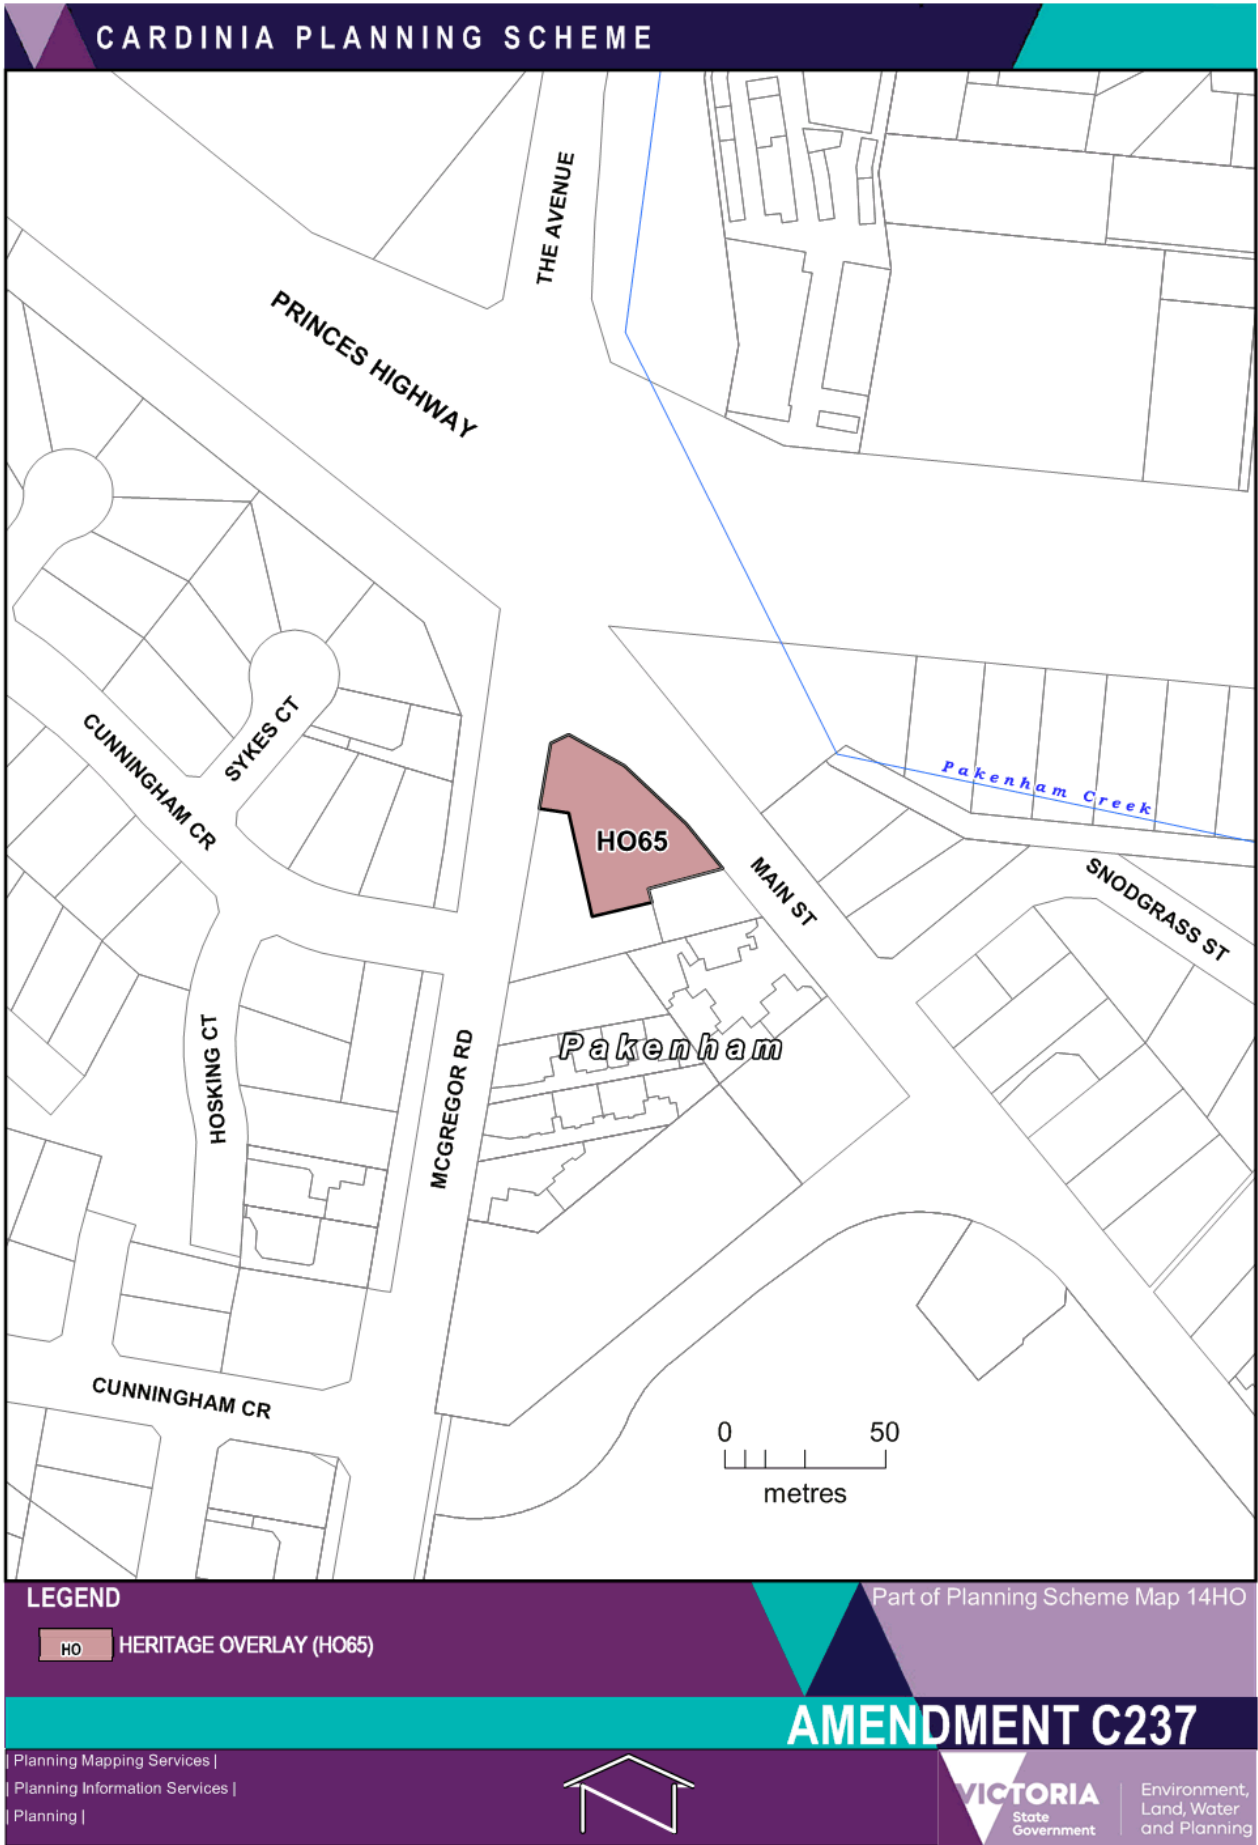 CARDINIA PLANNING SCHEME
THE AVENUE
PRINCES HIGHWAY
SYKES CT
CUNNINGHAM CR
Pakenham Creek
HO65
MAIN ST
SNODGRASS ST
HOSKING CT
MCGREGOR RD
Pakenham
CUNNINGHAM CR
0 50
metres
LEGEND
HO HERITAGE OVERLAY (HO65)
Part of Planning Scheme Map 14HO
AMENDMENT C237
| Planning Mapping Services |
| Planning Information Services |
| Planning |
N
VICTORIA
State
Government
Environment,
Land, Water
and Planning